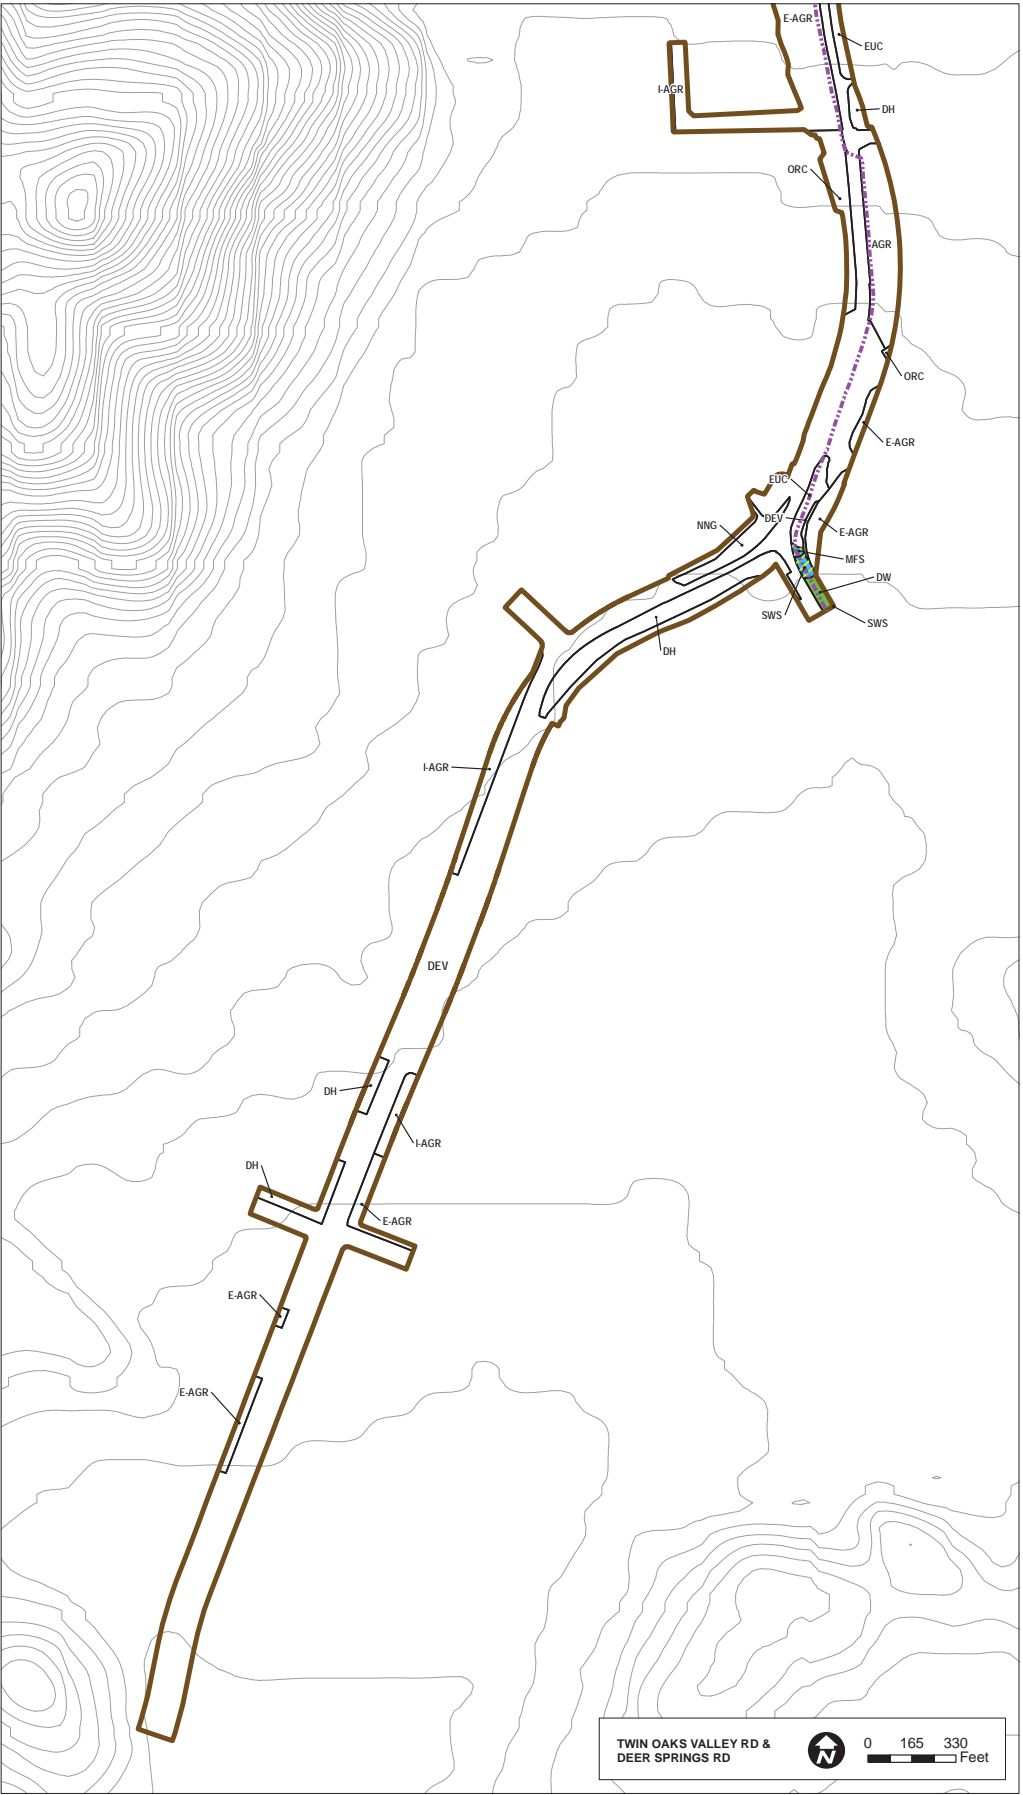 E-AGR
EUC
I-AGR
DH
ORC
AGR
ORC
E-AGR
EUC
DEV
NNG
E-AGR
MFS
DW
SWS
SWS
DH
I-AGR
DEV
DH
I-AGR
DH
E-AGR
E-AGR
E-AGR
TWIN OAKS VALLEY RD &
DEER SPRINGS RD
N
0 165 330
Feet